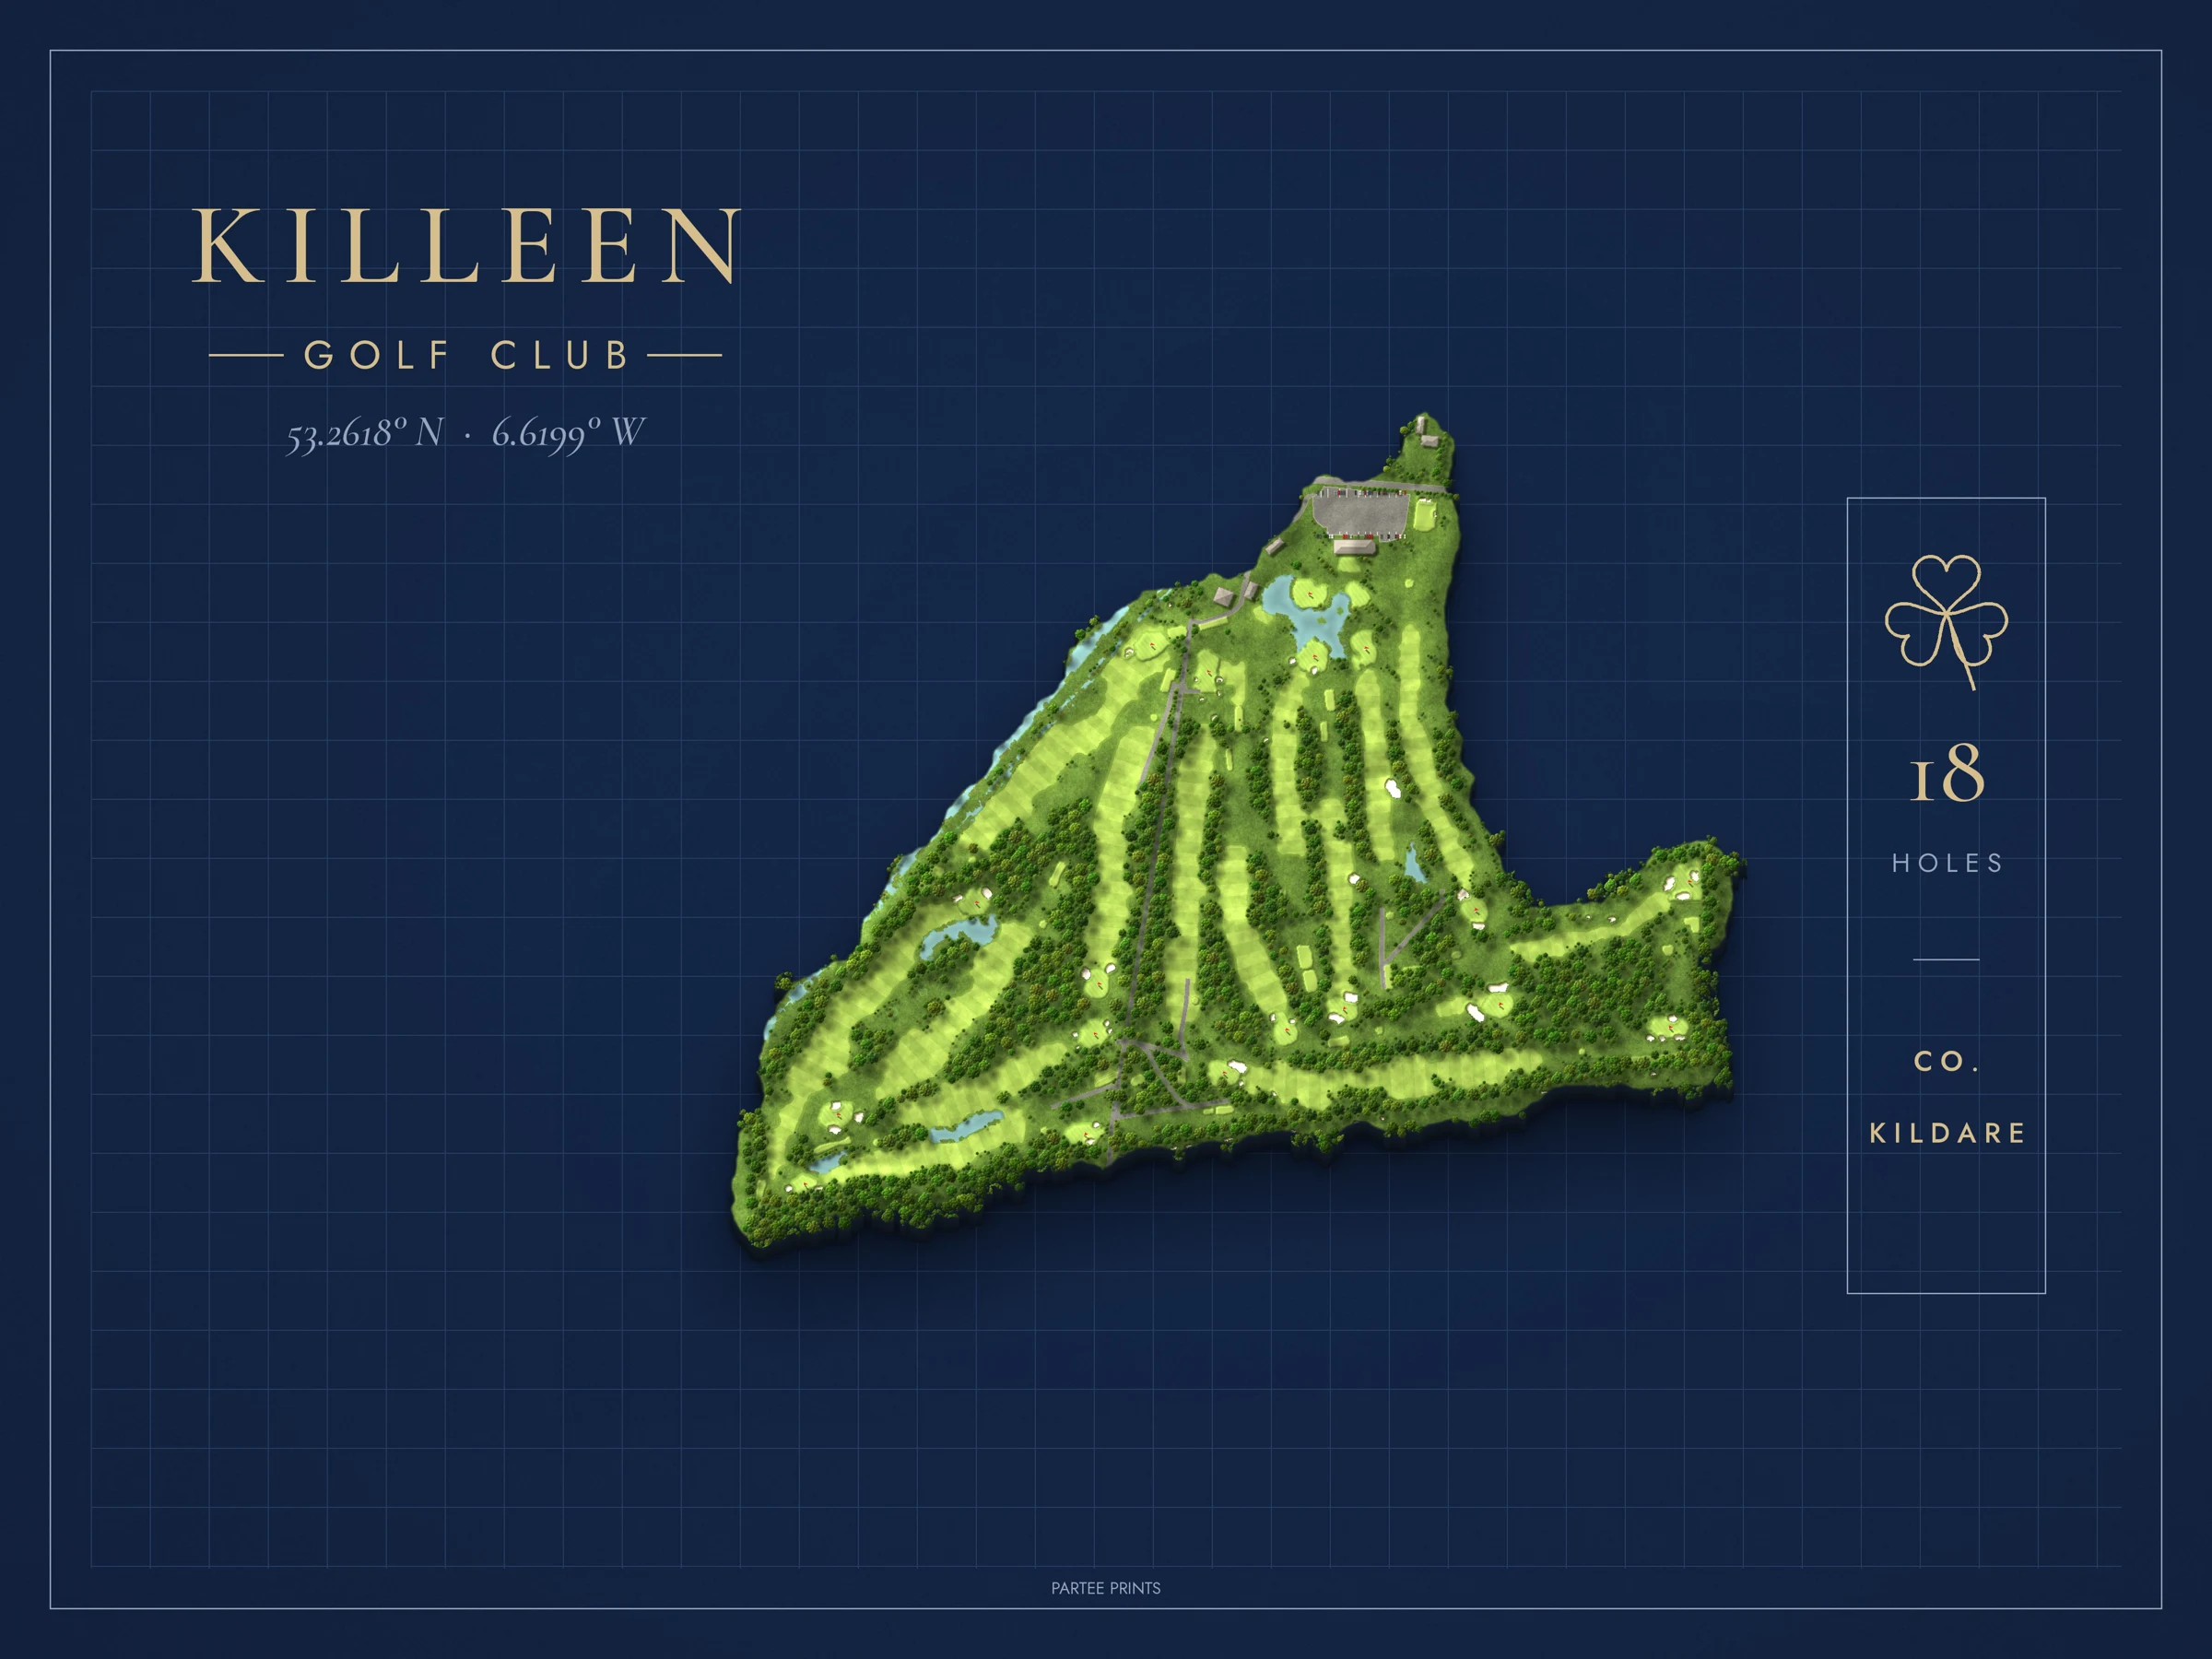 KILLEEN
GOLF CLUB
53.2618° N · 6.6199° W
18
HOLES
CO.
KILDARE
PARTEE PRINTS